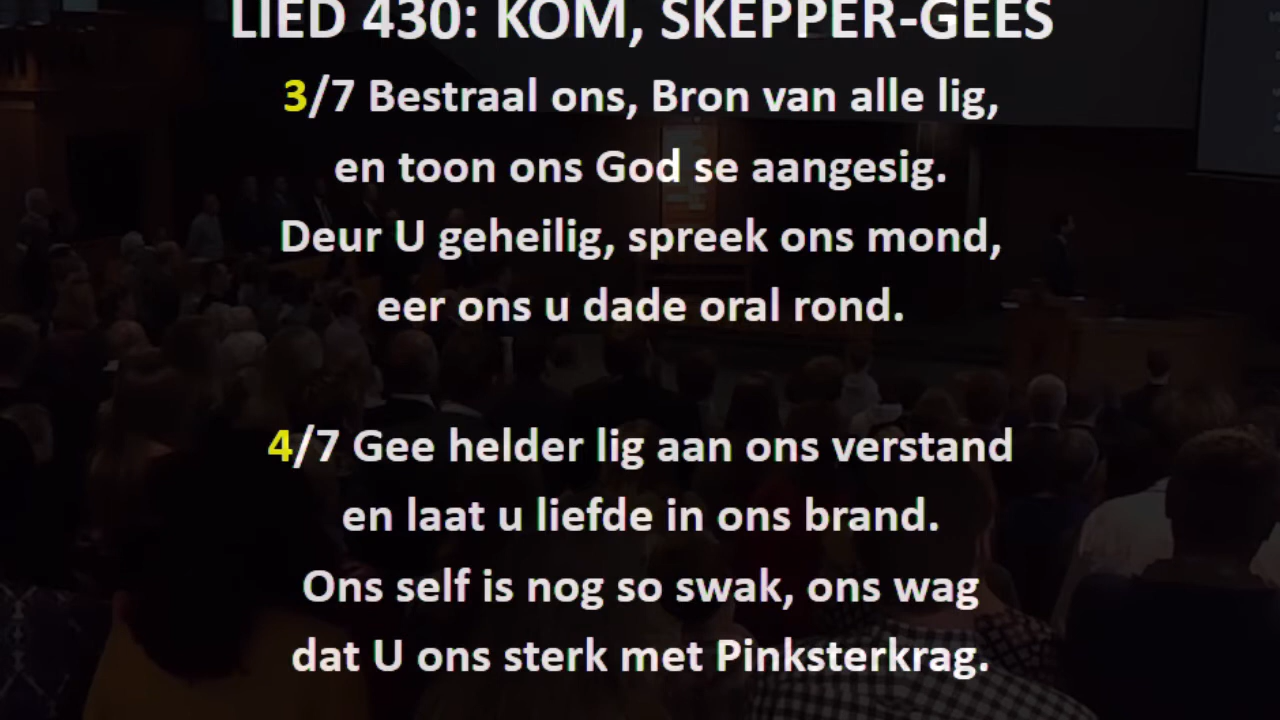 LIED 430: KOM, SKEPPER-GEES
3/7 Bestraal ons, Bron van alle lig,
en toon ons God se aangesig.
Deur U geheilig, spreek ons mond,
eer ons u dade oral rond.
4/7 Gee helder lig aan ons verstand
en laat u liefde in ons brand.
Ons self is nog so swak, ons wag
dat U ons sterk met Pinksterkrag.